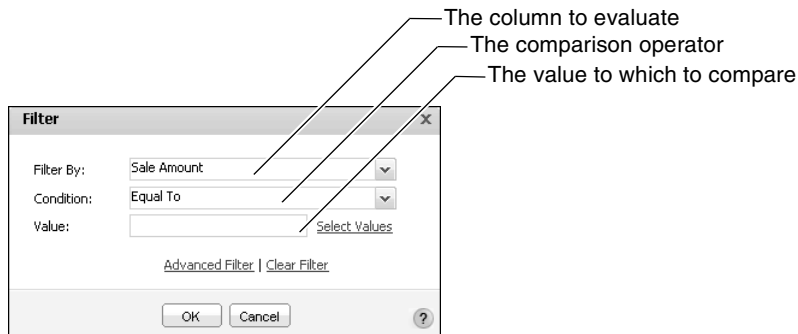 The column to evaluate
The comparison operator
The value to which to compare
Filter
x
Filter By: Sale Amount
Condition: Equal To
Value: Select Values
Advanced Filter | Clear Filter
OK Cancel ?